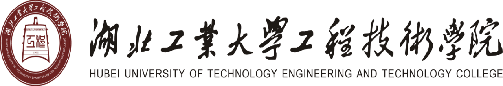 湖北工業大學工程技術學院
HUBEI UNIVERSITY OF TECHNOLOGY ENGINEERING AND TECHNOLOGY COLLEGE